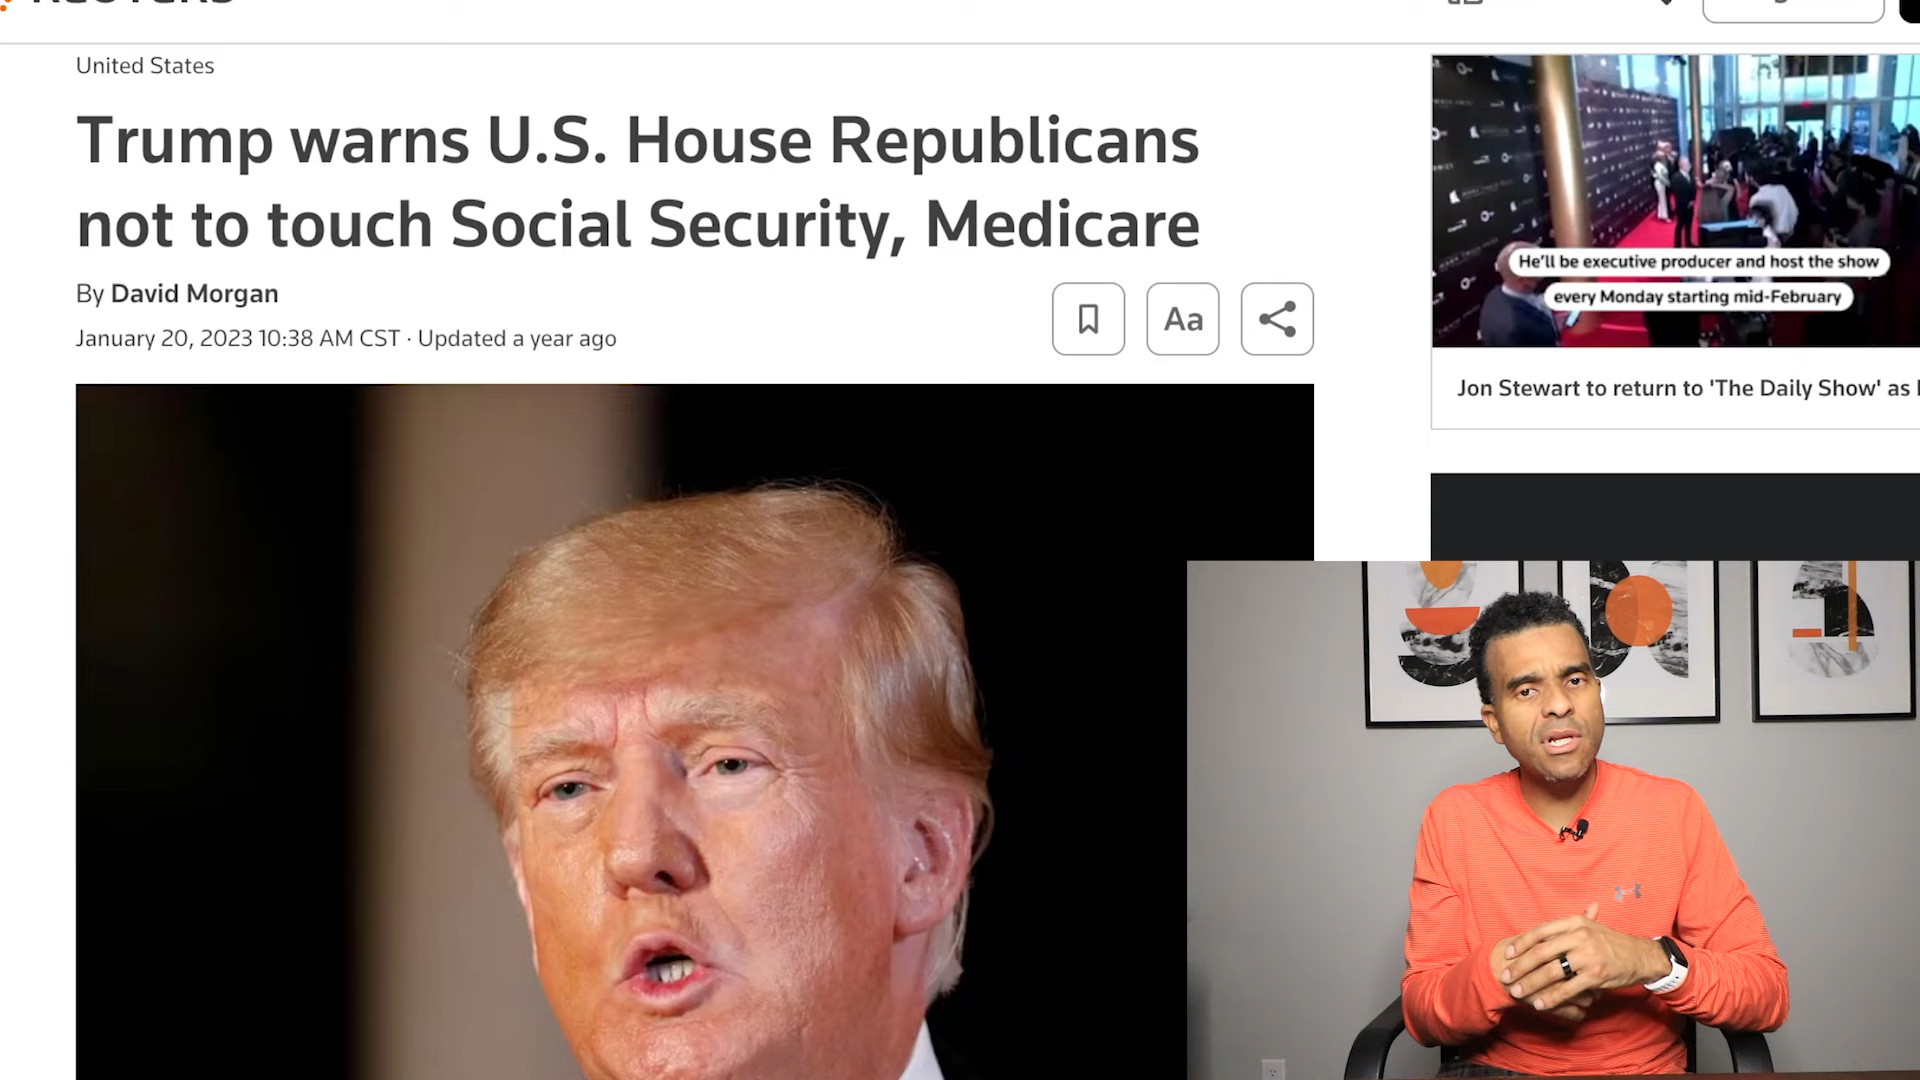 REUTERS
United States
Trump warns U.S. House Republicans
not to touch Social Security, Medicare
By David Morgan
January 20, 2023 10:38 AM CST · Updated a year ago
Aa
He'll be executive producer and host the show
every Monday starting mid-February
Jon Stewart to return to 'The Daily Show' as